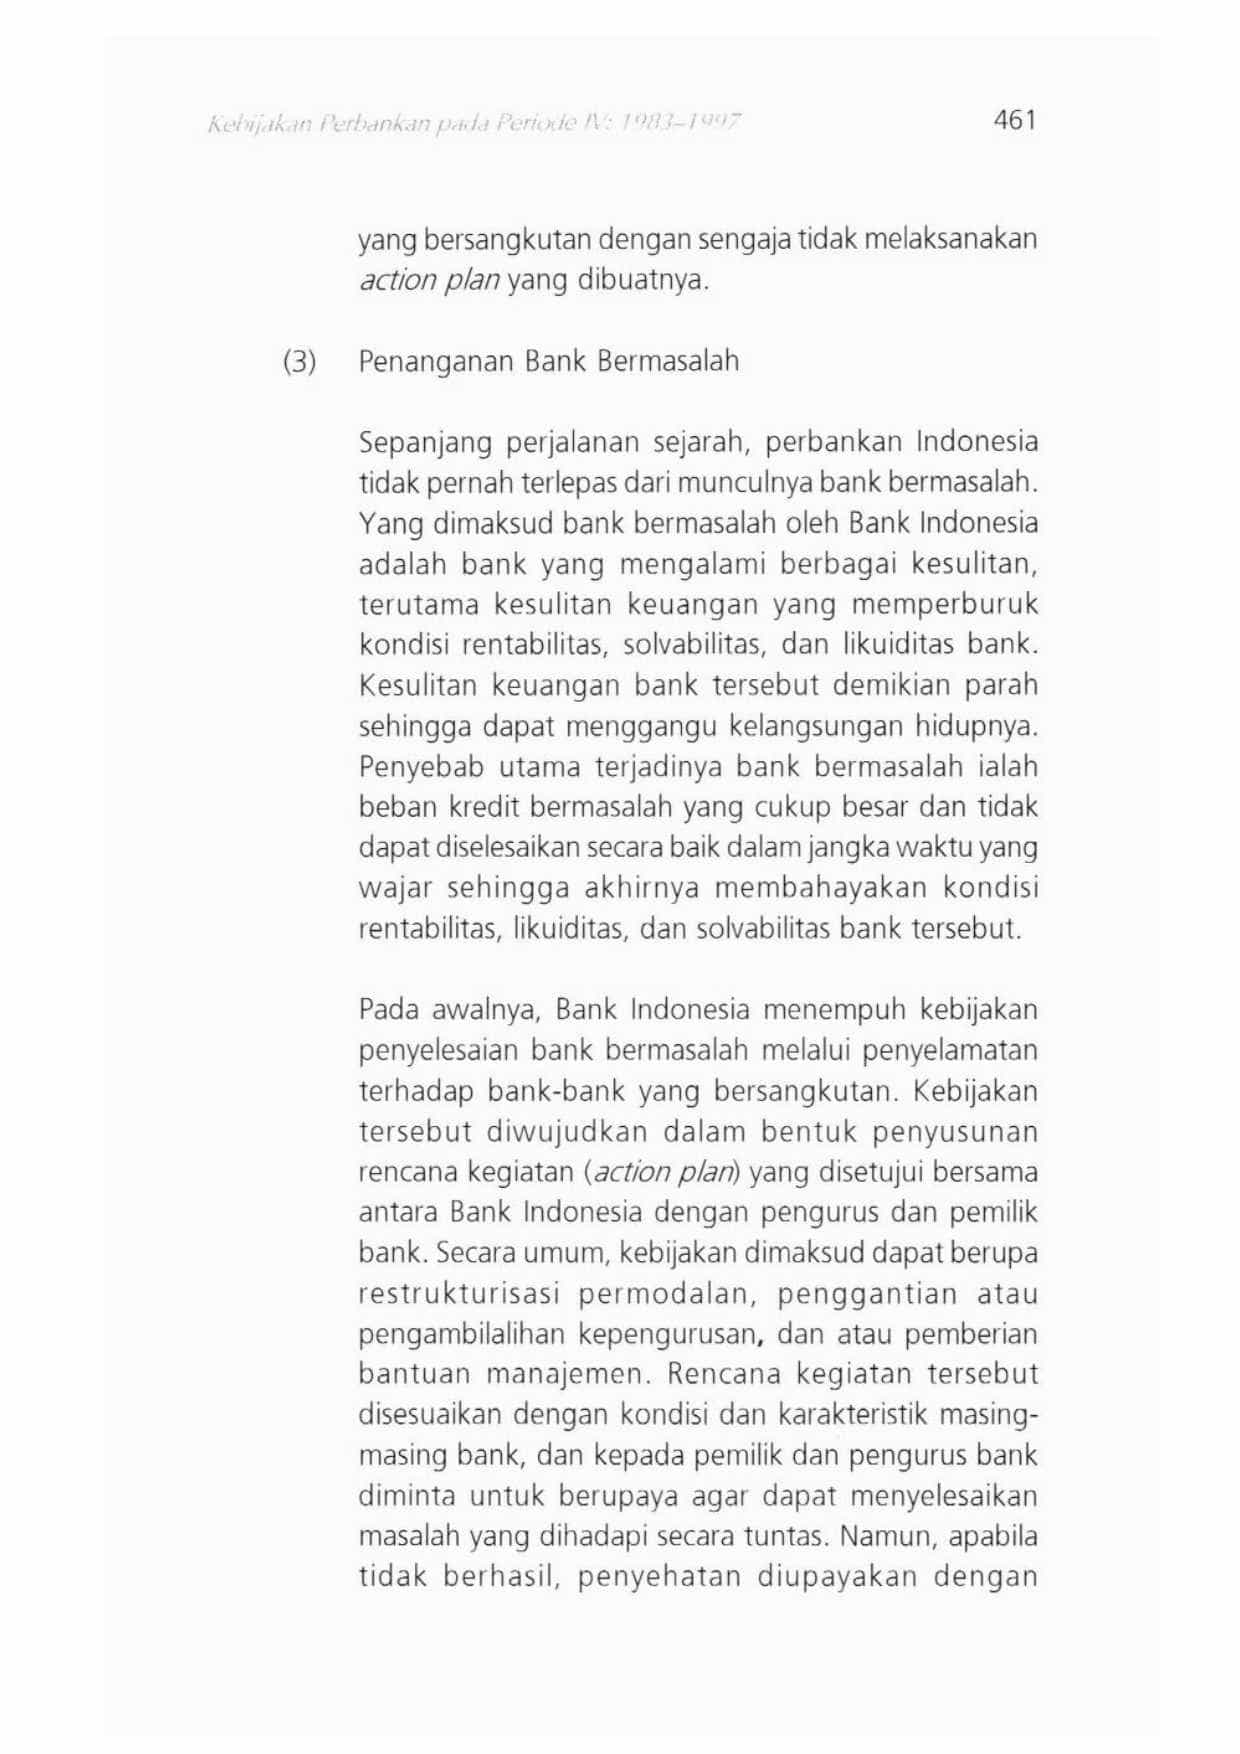 Kebijakan Perbankan pada Periode IV: 1983–1997 461
yang bersangkutan dengan sengaja tidak melaksanakan
action plan yang dibuatnya.
(3) Penanganan Bank Bermasalah
Sepanjang perjalanan sejarah, perbankan Indonesia
tidak pernah terlepas dari munculnya bank bermasalah.
Yang dimaksud bank bermasalah oleh Bank Indonesia
adalah bank yang mengalami berbagai kesulitan,
terutama kesulitan keuangan yang memperburuk
kondisi rentabilitas, solvabilitas, dan likuiditas bank.
Kesulitan keuangan bank tersebut demikian parah
sehingga dapat menggangu kelangsungan hidupnya.
Penyebab utama terjadinya bank bermasalah ialah
beban kredit bermasalah yang cukup besar dan tidak
dapat diselesaikan secara baik dalam jangka waktu yang
wajar sehingga akhirnya membahayakan kondisi
rentabilitas, likuiditas, dan solvabilitas bank tersebut.
Pada awalnya, Bank Indonesia menempuh kebijakan
penyelesaian bank bermasalah melalui penyelamatan
terhadap bank-bank yang bersangkutan. Kebijakan
tersebut diwujudkan dalam bentuk penyusunan
rencana kegiatan (action plan) yang disetujui bersama
antara Bank Indonesia dengan pengurus dan pemilik
bank. Secara umum, kebijakan dimaksud dapat berupa
restrukturisasi permodalan, penggantian atau
pengambilalihan kepengurusan, dan atau pemberian
bantuan manajemen. Rencana kegiatan tersebut
disesuaikan dengan kondisi dan karakteristik masing-
masing bank, dan kepada pemilik dan pengurus bank
diminta untuk berupaya agar dapat menyelesaikan
masalah yang dihadapi secara tuntas. Namun, apabila
tidak berhasil, penyehatan diupayakan dengan